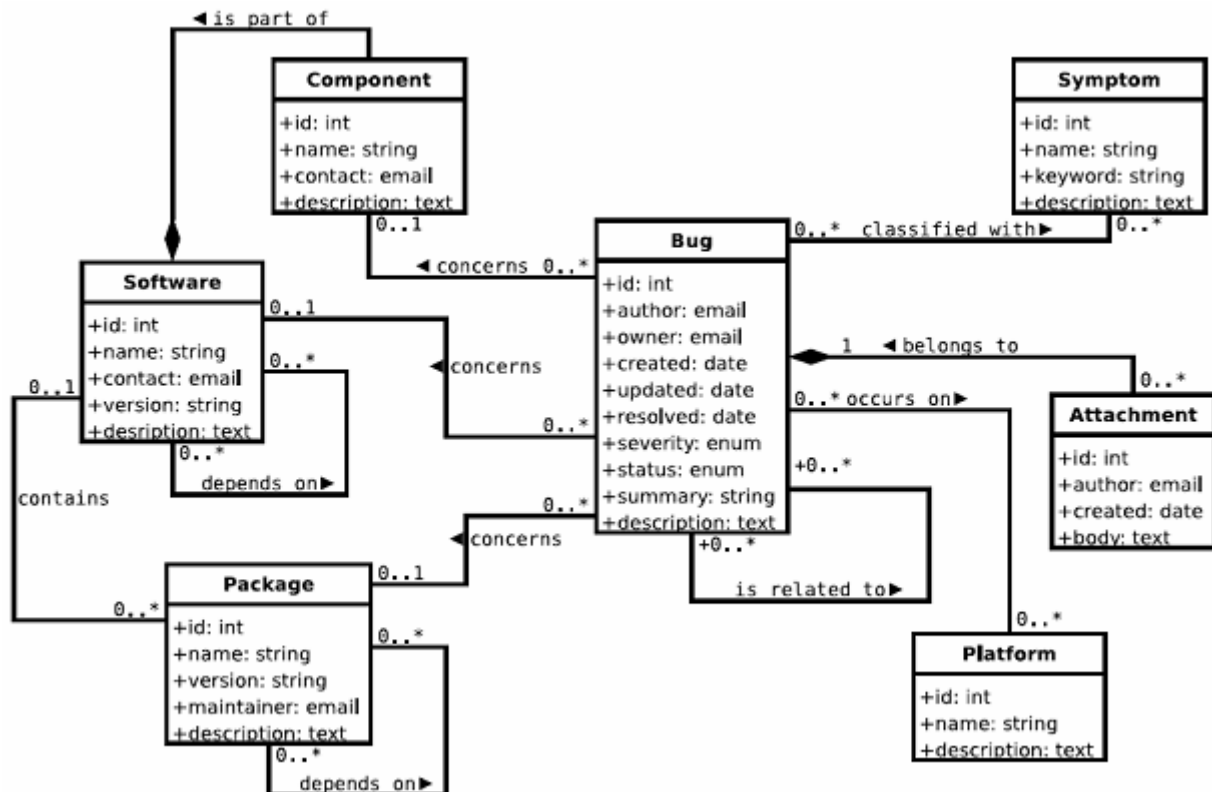 ◄ is part of
Component
+id: int
+name: string
+contact: email
+description: text
0..1
Symptom
+id: int
+name: string
+keyword: string
+description: text
0..*
0..* classified with►
◄ concerns 0..*
Bug
+id: int
+author: email
+owner: email
+created: date
+updated: date
+resolved: date
+severity: enum
+status: enum
+summary: string
+description: text
Software
+id: int
+name: string
+contact: email
+version: string
+desription: text
0..1
◄ concerns
0..*
0..*
0..*
depends on►
0..1
contains
0..*
1 ◄ belongs to
0..*
Attachment
+id: int
+author: email
+created: date
+body: text
0..* occurs on►
0..*
+0..*
+0..*
is related to►
0..*
◄ concerns
0..1
Package
+id: int
+name: string
+version: string
+maintainer: email
+description: text
0..*
0..*
depends on►
Platform
+id: int
+name: string
+description: text